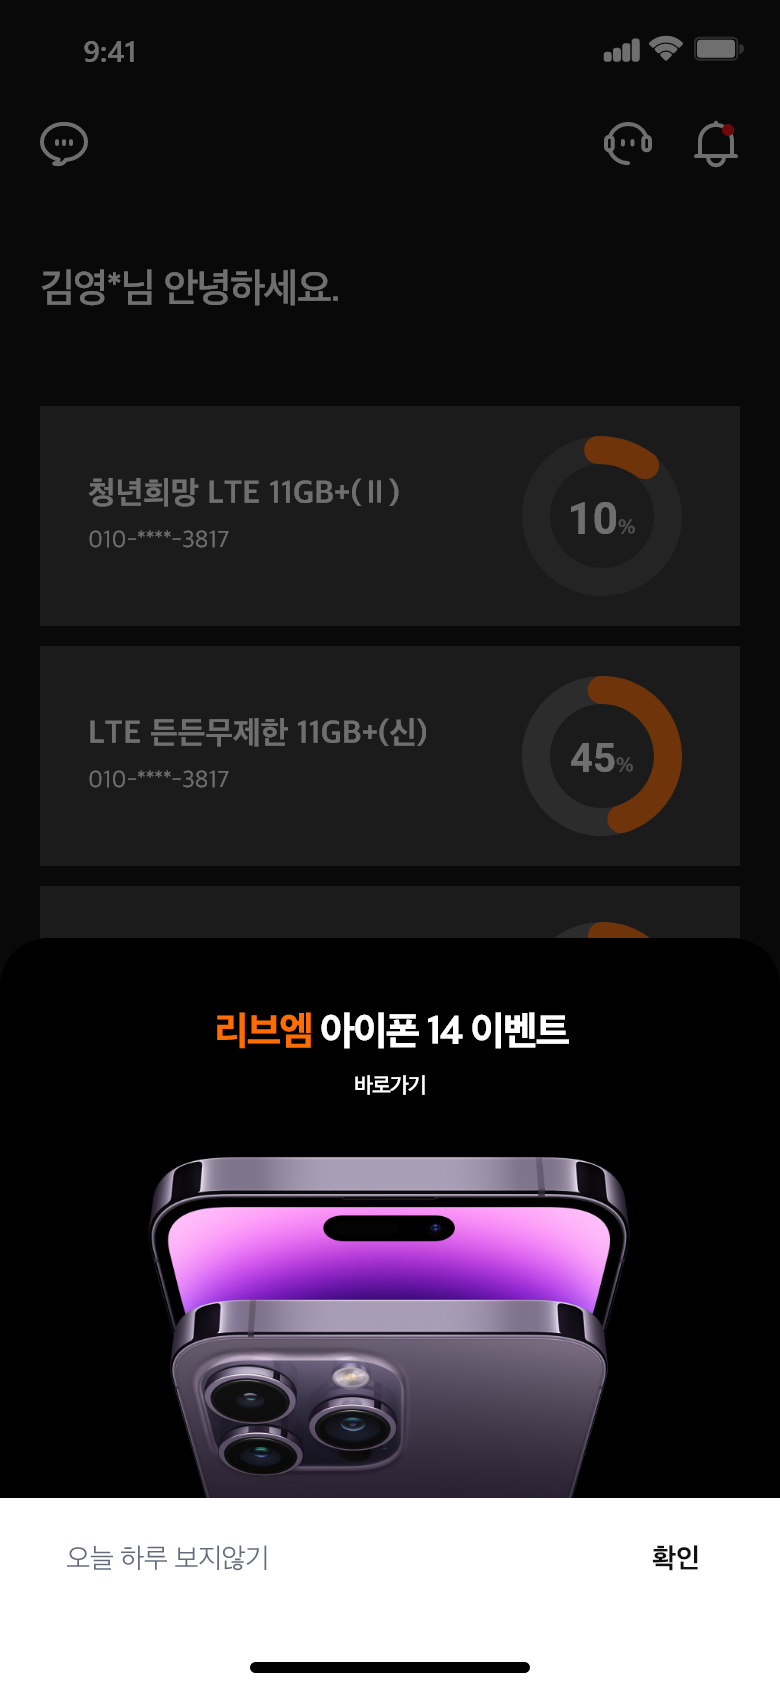 9:41
김영*님 안녕하세요.
청년희망 LTE 11GB+(Ⅱ)
010-****-3817
10%
LTE 든든무제한 11GB+(신)
010-****-3817
45%
리브엠 아이폰 14 이벤트
바로가기
오늘 하루 보지않기
확인